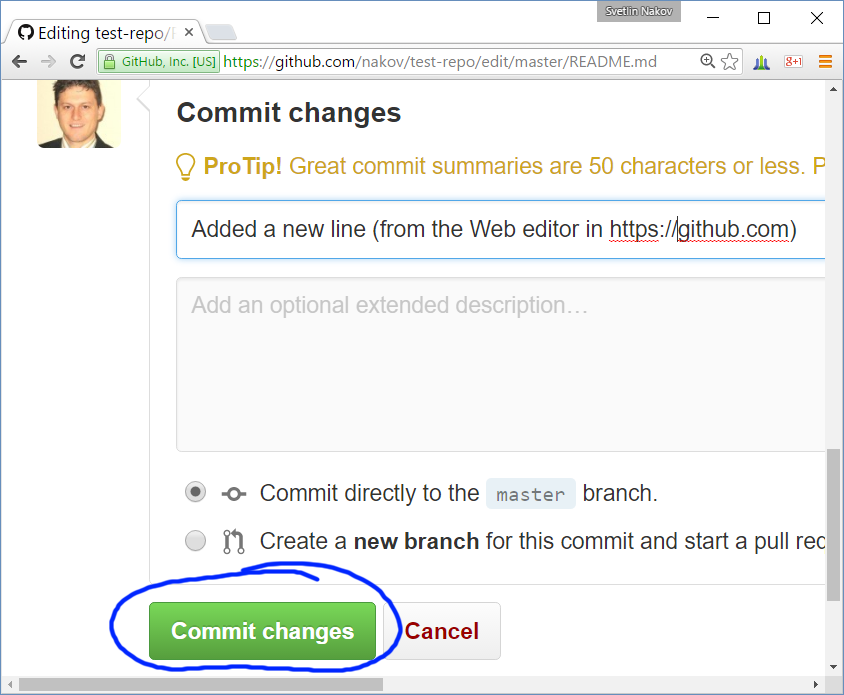 Svetlin Nakov
Editing test-repo/
GitHub, Inc. [US] https://github.com/nakov/test-repo/edit/master/README.md
g+1
Commit changes
ProTip! Great commit summaries are 50 characters or less. P
Added a new line (from the Web editor in https://github.com)
Add an optional extended description…
Commit directly to the master branch.
Create a new branch for this commit and start a pull req
Commit changes Cancel